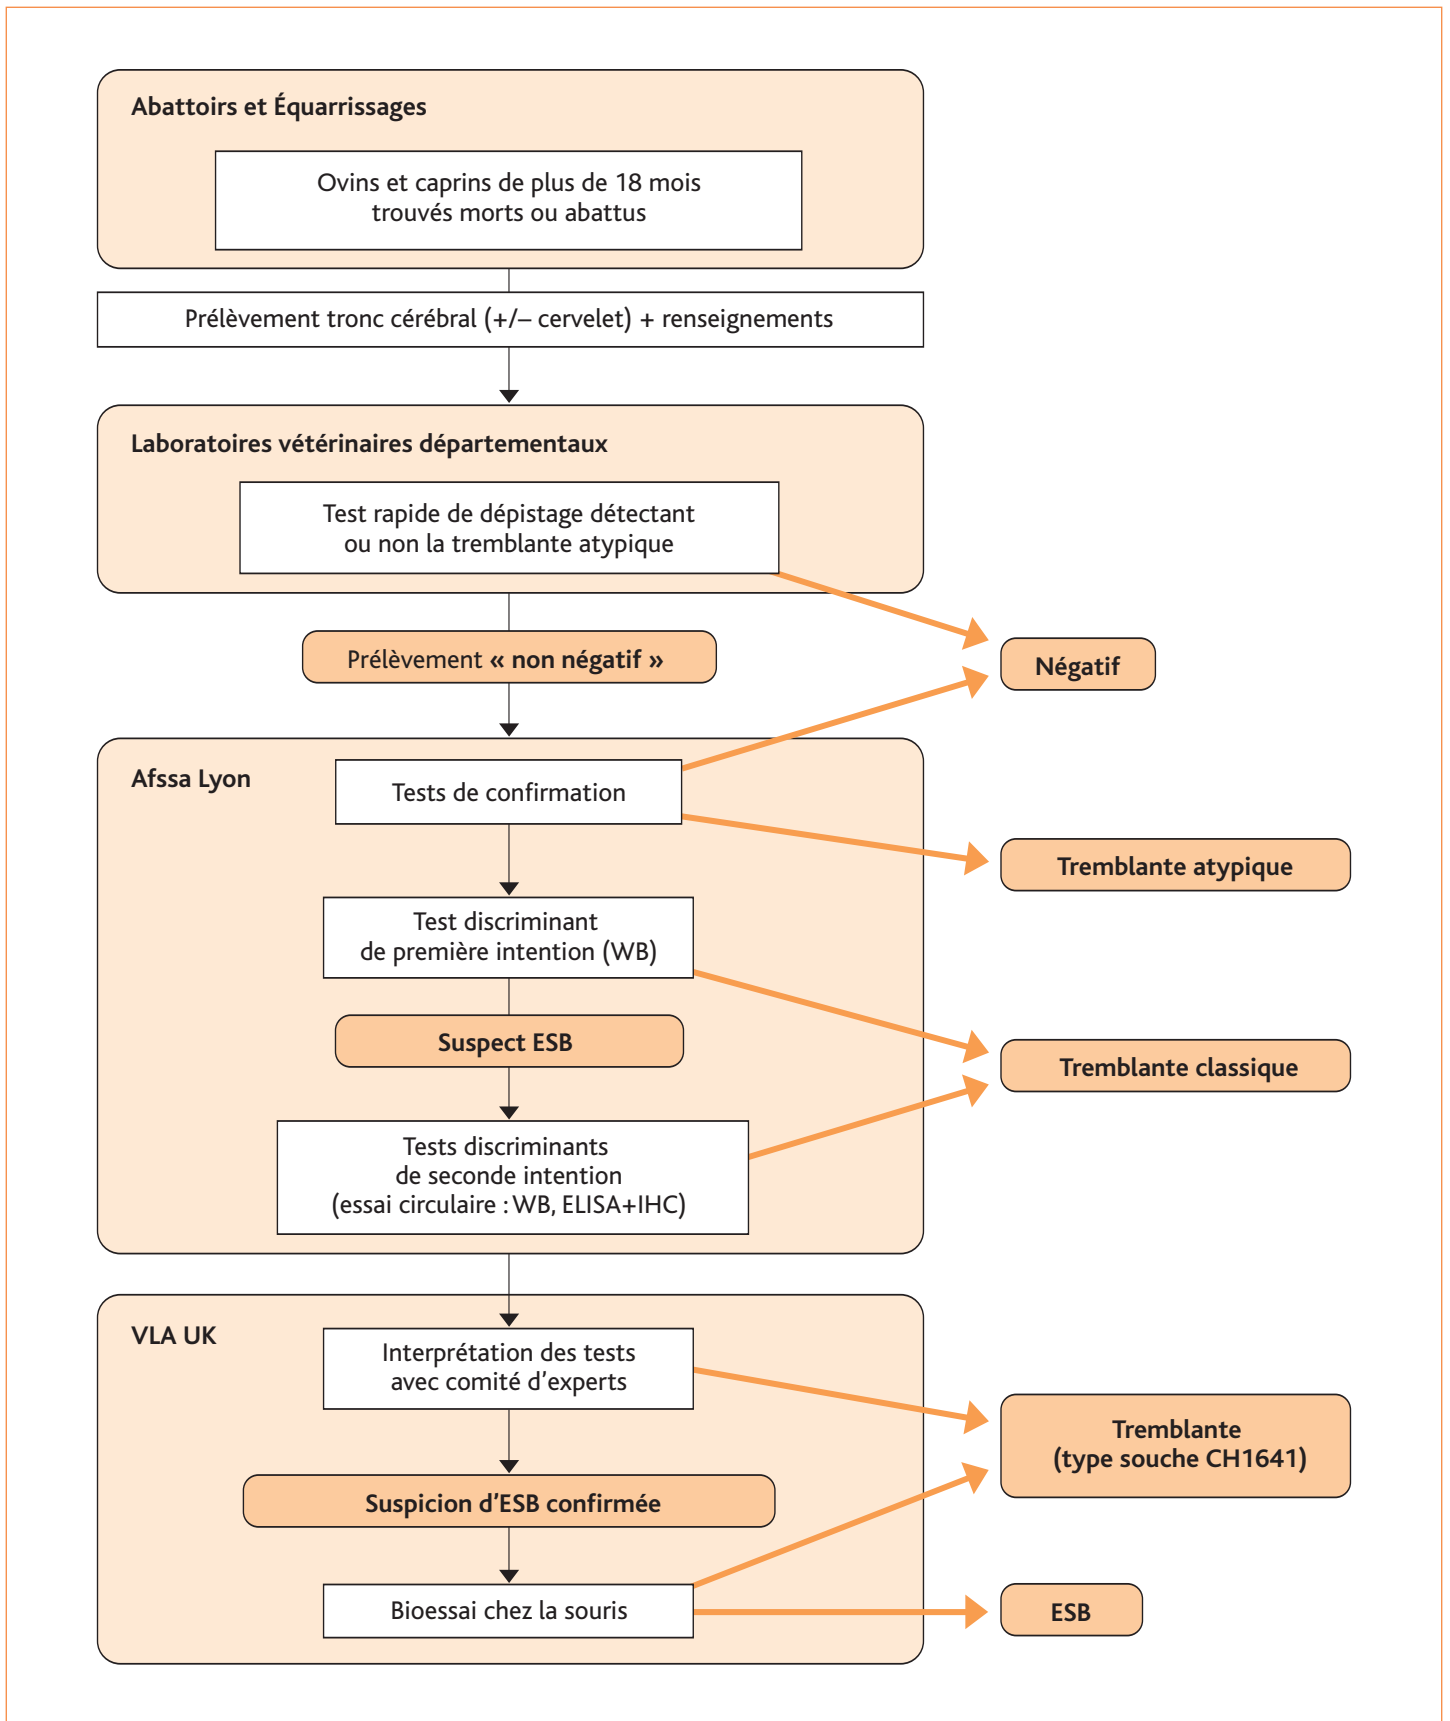 Abattoirs et Équarrissages
Ovins et caprins de plus de 18 mois
trouvés morts ou abattus
Prélèvement tronc cérébral (+/– cervelet) + renseignements
Laboratoires vétérinaires départementaux
Test rapide de dépistage détectant
ou non la tremblante atypique
Prélèvement « non négatif »
Négatif
Afssa Lyon
Tests de confirmation
Tremblante atypique
Test discriminant
de première intention (WB)
Suspect ESB
Tremblante classique
Tests discriminants
de seconde intention
(essai circulaire : WB, ELISA+IHC)
VLA UK
Interprétation des tests
avec comité d'experts
Tremblante
(type souche CH1641)
Suspicion d'ESB confirmée
Bioessai chez la souris
ESB